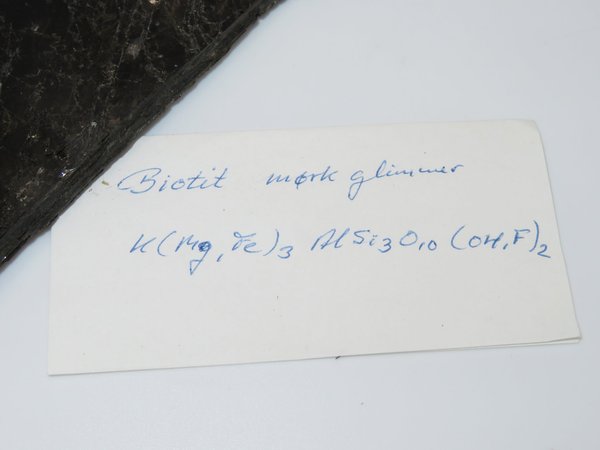 Biotit mørk glimmer
K(Mg, Fe)₃ AlSi₃O₁₀ (OH, F)₂